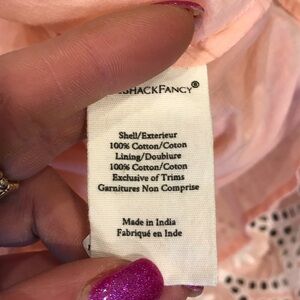 SHACKFANCY®
Shell/Exterieur
100% Cotton/Coton
Lining/Doubiure
100% Cotton/Coton
Exclusive of Trims
Garnitures Non Comprise
Made in India
Fabriqué en Inde